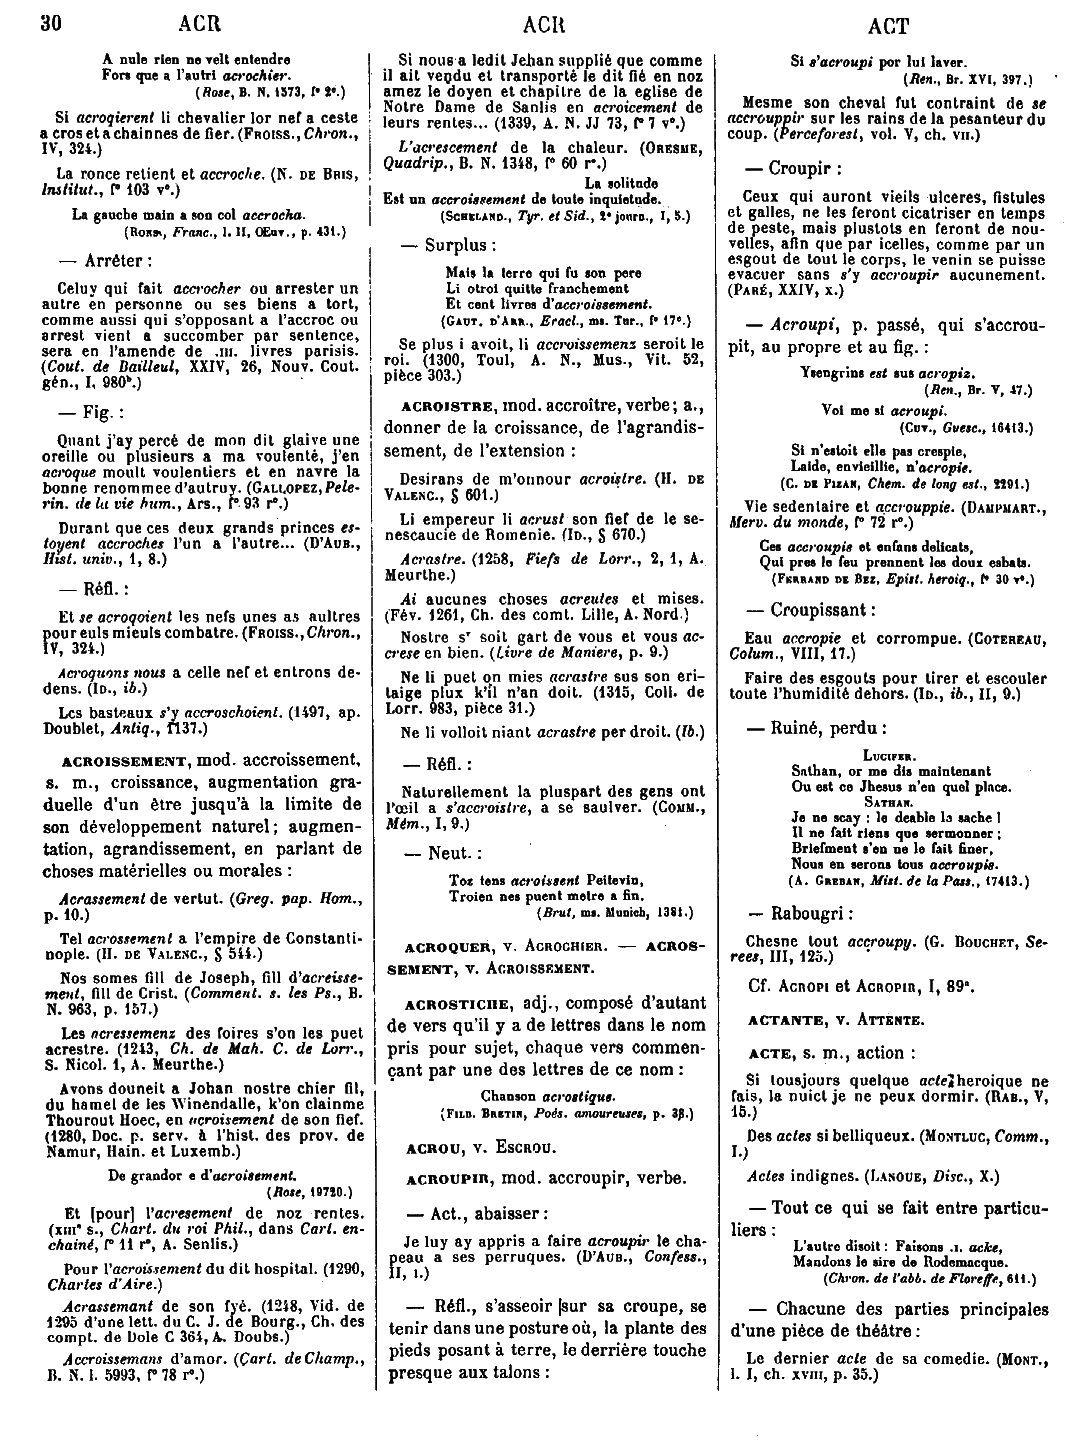 30 ACR ACR ACT
A nule rien ne velt entendre
Fors que a l'autri acrochier.
(Rose, B. N. 1573, f° 2°.)
Si acroqierent li chevalier lor nef a ceste
a cros et a chainnes de fier. (FROISS., Chron.,
IV, 324.)
La ronce retient et accroche. (N. DE BRIS,
Institut., f° 103 v°.)
La gauche main a son col accrocha.
(RONS., Franc., l. II, Œuv., p. 431.)
— Arrêter :
Celuy qui fait accrocher ou arrester un
autre en personne ou ses biens a tort,
comme aussi qui s'opposant a l'accroc ou
arrest vient a succomber par sentence,
sera en l'amende de .III. livres parisis.
(Cout. de Bailleul, XXIV, 26, Nouv. Cout.
gén., I, 980ᵇ.)
— Fig. :
Quant j'ay percé de mon dit glaive une
oreille ou plusieurs a ma voulenté, j'en
acroque moult voulentiers et en navre la
bonne renommee d'autruy. (GALLOPEZ, Pele-
rin. de la vie hum., Ars., f° 93 r°.)
Durant que ces deux grands princes es-
toyent accroches l'un a l'autre... (D'AUB.,
Hist. univ., 1, 8.)
— Réfl. :
Et se acroqoient les nefs unes as aultres
pour euls mieuls combatre. (FROISS., Chron.,
IV, 324.)
Acroquons nous a celle nef et entrons de-
dens. (ID., ib.)
Les basteaux s'y accroschoient. (1497, ap.
Doublet, Antiq., 1137.)
ACROISSEMENT, mod. accroissement,
s. m., croissance, augmentation gra-
duelle d'un être jusqu'à la limite de
son développement naturel ; augmen-
tation, agrandissement, en parlant de
choses matérielles ou morales :
Acrassement de vertut. (Greg. pap. Hom.,
p. 10.)
Tel acrossement a l'empire de Constanti-
nople. (H. DE VALENC., § 544.)
Nos somes fill de Joseph, fill d'acreisse-
ment, fill de Crist. (Comment. s. les Ps., B.
N. 963, p. 157.)
Les acressemenz des foires s'on les puet
acrestre. (1243, Ch. de Mah. C. de Lorr.,
S. Nicol. 1, A. Meurthe.)
Avons douneit a Johan nostre chier fil,
du hamel de les Winendalle, k'on clainme
Thourout Hoec, en acroisement de son fief.
(1280, Doc. p. serv. à l'hist. des prov. de
Namur, Hain. et Luxemb.)
De grandor e d'acroisement.
(Rose, 19720.)
Et [pour] l'acresement de noz rentes.
(XIII° s., Chart. du roi Phil., dans Cart. en-
chainé, f° 11 r°, A. Senlis.)
Pour l'acroissement du dit hospital. (1290,
Chartes d'Aire.)
Acrassemant de son fyé. (1248, Vid. de
1295 d'une lett. du C. J. de Bourg., Ch. des
compt. de Dole C 364, A. Doubs.)
Accroissemans d'amor. (Cart. de Champ.,
B. N. l. 5993, f° 78 r°.)
Si nous a ledit Jehan supplié que comme
il ait vendu et transporté le dit fié en noz
amez le doyen et chapitre de la eglise de
Notre Dame de Sanlis en acroicement de
leurs rentes... (1339, A. N. JJ 73, f° 7 v°.)
L'acrescement de la chaleur. (ORESME,
Quadrip., B. N. 1348, f° 60 r°.)
La solitude
Est un accroissement de toute inquietude.
(SCHELAND., Tyr. et Sid., 2° journ., I, 5.)
— Surplus :
Mais la terre qui fu son pere
Li otroi quitte franchement
Et cent livres d'accroissement.
(GAUT. D'ARR., Eracl., ms. Tur., f° 17°.)
Se plus i avoit, li accroissemenz seroit le
roi. (1300, Toul, A. N., Mus., Vit. 52,
pièce 303.)
ACROISTRE, mod. accroître, verbe ; a.,
donner de la croissance, de l'agrandis-
sement, de l'extension :
Desirans de m'onnour acroistre. (H. DE
VALENC., § 601.)
Li empereur li acrust son fief de le se-
nescaucie de Romenie. (ID., § 670.)
Acrastre. (1258, Fiefs de Lorr., 2, 1, A.
Meurthe.)
Ai aucunes choses acreutes et mises.
(Fév. 1261, Ch. des comt. Lille, A. Nord.)
Nostre sʳ soit gart de vous et vous ac-
crese en bien. (Livre de Maniere, p. 9.)
Ne li puet on mies acrastre sus son eri-
taige plux k'il n'an doit. (1315, Coll. de
Lorr. 983, pièce 31.)
Ne li volloit niant acrastre per droit. (Ib.)
— Réfl. :
Naturellement la pluspart des gens ont
l'œil a s'accroistre, a se saulver. (COMM.,
Mém., I, 9.)
— Neut. :
Toz tens acroissent Peitevin,
Troien nes puent metre a fin.
(Brut, ms. Munich, 1381.)
ACROQUER, V. ACROCHIER. — ACROS-
SEMENT, V. ACROISSEMENT.
ACROSTICHE, adj., composé d'autant
de vers qu'il y a de lettres dans le nom
pris pour sujet, chaque vers commen-
çant par une des lettres de ce nom :
Chanson acrostique.
(FILB. BRETIN, Poés. amoureuses, p. 3β.)
ACROU, V. ESCROU.
ACROUPIR, mod. accroupir, verbe.
— Act., abaisser :
Je luy ay appris a faire acroupir le cha-
peau a ses perruques. (D'AUB., Confess.,
II, I.)
— Réfl., s'asseoir sur sa croupe, se
tenir dans une posture où, la plante des
pieds posant à terre, le derrière touche
presque aux talons :
Si s'acroupi por lui laver.
(Ren., Br. XVI, 397.)
Mesme son cheval fut contraint de se
accrouppir sur les rains de la pesanteur du
coup. (Perceforest, vol. V, ch. VII.)
— Croupir :
Ceux qui auront vieils ulceres, fistules
et galles, ne les feront cicatriser en temps
de peste, mais plustots en feront de nou-
velles, afin que par icelles, comme par un
esgout de tout le corps, le venin se puisse
evacuer sans s'y accroupir aucunement.
(PARÉ, XXIV, X.)
— Acroupi, p. passé, qui s'accrou-
pit, au propre et au fig. :
Ysengrins est sus acropiz.
(Ren., Br. V, 47.)
Voi me si acroupi.
(CUV., Guesc., 16413.)
Si n'estoit elle pas crespie,
Laide, envieillie, n'acropie.
(C. DE PIZAN, Chem. de long est., 2291.)
Vie sedentaire et accrouppie. (DAMPMART.,
Merv. du monde, f° 72 r°.)
Ces accroupis et enfans delicats,
Qui pres le feu prennent les doux esbats.
(FERRAND DE BEZ, Epist. heroiq., f° 30 v°.)
— Croupissant :
Eau accropie et corrompue. (COTEREAU,
Colum., VIII, 17.)
Faire des esgouts pour tirer et escouler
toute l'humidité dehors. (ID., ib., II, 9.)
— Ruiné, perdu :
LUCIFER.
Sathan, or me dis maintenant
Ou est ce Jhesus n'en quel place.
SATHAN.
Je ne scay : le deable la sache !
Il ne fait riens que sermonner ;
Briefment s'en ne le fait finer,
Nous en serons tous accroupis.
(A. GREBAN, Mist. de la Pass., 17413.)
— Rabougri :
Chesne tout accroupy. (G. BOUCHET, Se-
rees, III, 125.)
Cf. ACROPI et ACROPIR, I, 89ᵃ.
ACTANTE, V. ATTENTE.
ACTE, s. m., action :
Si tousjours quelque acte heroique ne
fais, la nuict je ne peux dormir. (RAB., V,
15.)
Des actes si belliqueux. (MONTLUC, Comm.,
I.)
Actes indignes. (LANOUE, Disc., X.)
— Tout ce qui se fait entre particu-
liers :
L'autre disoit : Faisons .I. acke,
Mandons le sire de Rodemacque.
(Chron. de l'abb. de Floreffe, 611.)
— Chacune des parties principales
d'une pièce de théâtre :
Le dernier acte de sa comedie. (MONT.,
l. I, ch. XVIII, p. 35.)